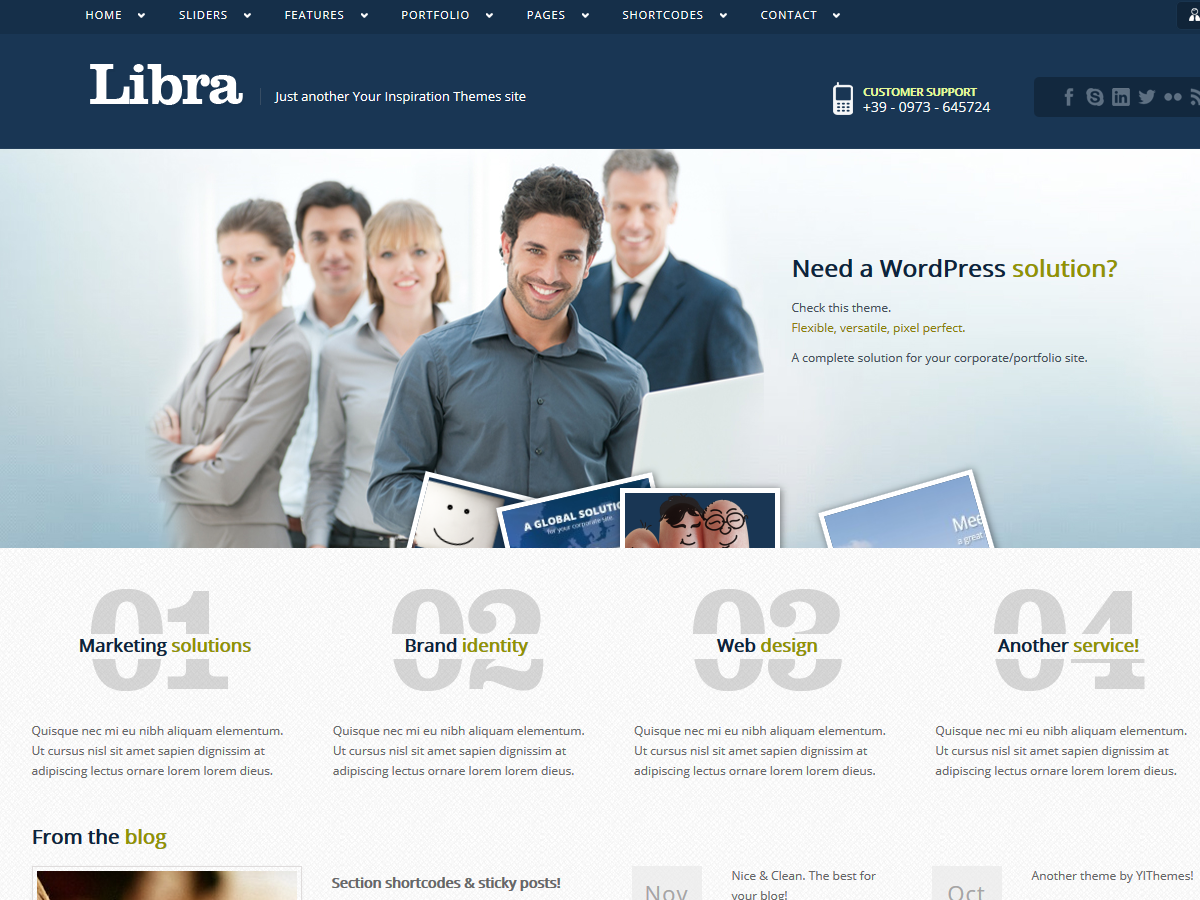 HOME SLIDERS FEATURES PORTFOLIO PAGES SHORTCODES CONTACT
Libra
Just another Your Inspiration Themes site
CUSTOMER SUPPORT
+39 - 0973 - 645724
Need a WordPress solution?
Check this theme.
Flexible, versatile, pixel perfect.
A complete solution for your corporate/portfolio site.
A GLOBAL
for your corporate site.
a great
01
Marketing solutions
02
Brand identity
03
Web design
04
Another service!
Quisque nec mi eu nibh aliquam elementum.
Ut cursus nisl sit amet sapien dignissim at
adipiscing lectus ornare lorem lorem dieus.
Quisque nec mi eu nibh aliquam elementum.
Ut cursus nisl sit amet sapien dignissim at
adipiscing lectus ornare lorem lorem dieus.
Quisque nec mi eu nibh aliquam elementum.
Ut cursus nisl sit amet sapien dignissim at
adipiscing lectus ornare lorem lorem dieus.
Quisque nec mi eu nibh aliquam elementum.
Ut cursus nisl sit amet sapien dignissim at
adipiscing lectus ornare lorem lorem dieus.
From the blog
Section shortcodes & sticky posts!
Nov
Nice & Clean. The best for
your blog!
Oct
Another theme by YIThemes!